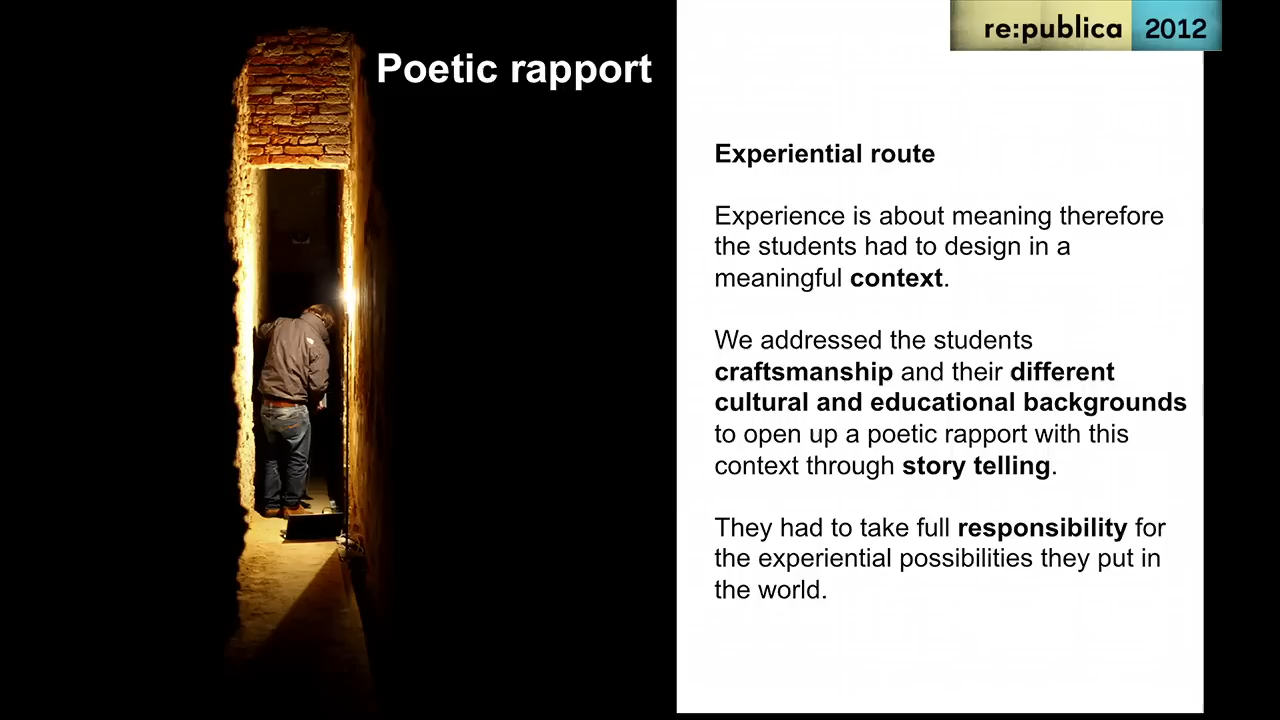 re:publica 2012
Poetic rapport
Experiential route
Experience is about meaning therefore
the students had to design in a
meaningful context.
We addressed the students
craftsmanship and their different
cultural and educational backgrounds
to open up a poetic rapport with this
context through story telling.
They had to take full responsibility for
the experiential possibilities they put in
the world.